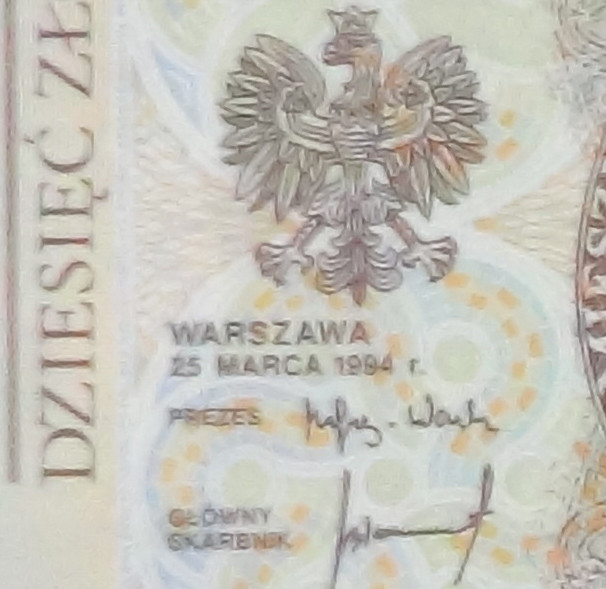 DZIESIĘĆ ZŁ
WARSZAWA
25 MARCA 1994 r.
PREZES
GŁÓWNY
SKARBNIK